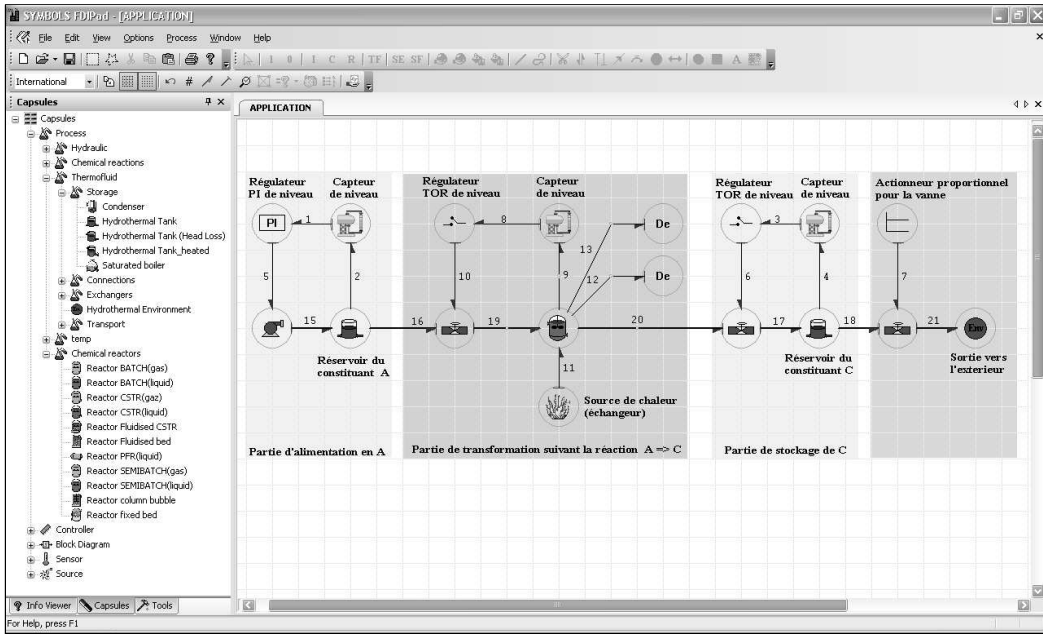 SYMBOLS FDIPad - [APPLICATION]
File Edit View Options Process Window Help
1 0 I C R TF SE SF A
International #
Capsules
APPLICATION
Capsules
Process
Hydraulic
Chemical reactions
Thermofluid
Storage
Condenser
Hydrothermal Tank
Hydrothermal Tank (Head Loss)
Hydrothermal Tank_heated
Saturated boiler
Connections
Exchangers
Hydrothermal Environment
Transport
temp
Chemical reactors
Reactor BATCH(gas)
Reactor BATCH(liquid)
Reactor CSTR(gaz)
Reactor CSTR(liquid)
Reactor Fluidised CSTR
Reactor Fluidised bed
Reactor PFR(liquid)
Reactor SEMIBATCH(gas)
Reactor SEMIBATCH(liquid)
Reactor column bubble
Reactor fixed bed
Controller
Block Diagram
Sensor
Source
Info Viewer Capsules Tools
For Help, press F1
Régulateur
PI de niveau
Capteur
de niveau
PI
1
5
2
15
Réservoir du
constituant A
Partie d'alimentation en A
Régulateur
TOR de niveau
Capteur
de niveau
8
De
13
De
10
9
12
16
19
20
11
Source de chaleur
(échangeur)
Partie de transformation suivant la réaction A => C
Régulateur
TOR de niveau
Capteur
de niveau
3
6
4
17
18
Réservoir du
constituant C
Partie de stockage de C
Actionneur proportionnel
pour la vanne
7
21
Env
Sortie vers
l'exterieur